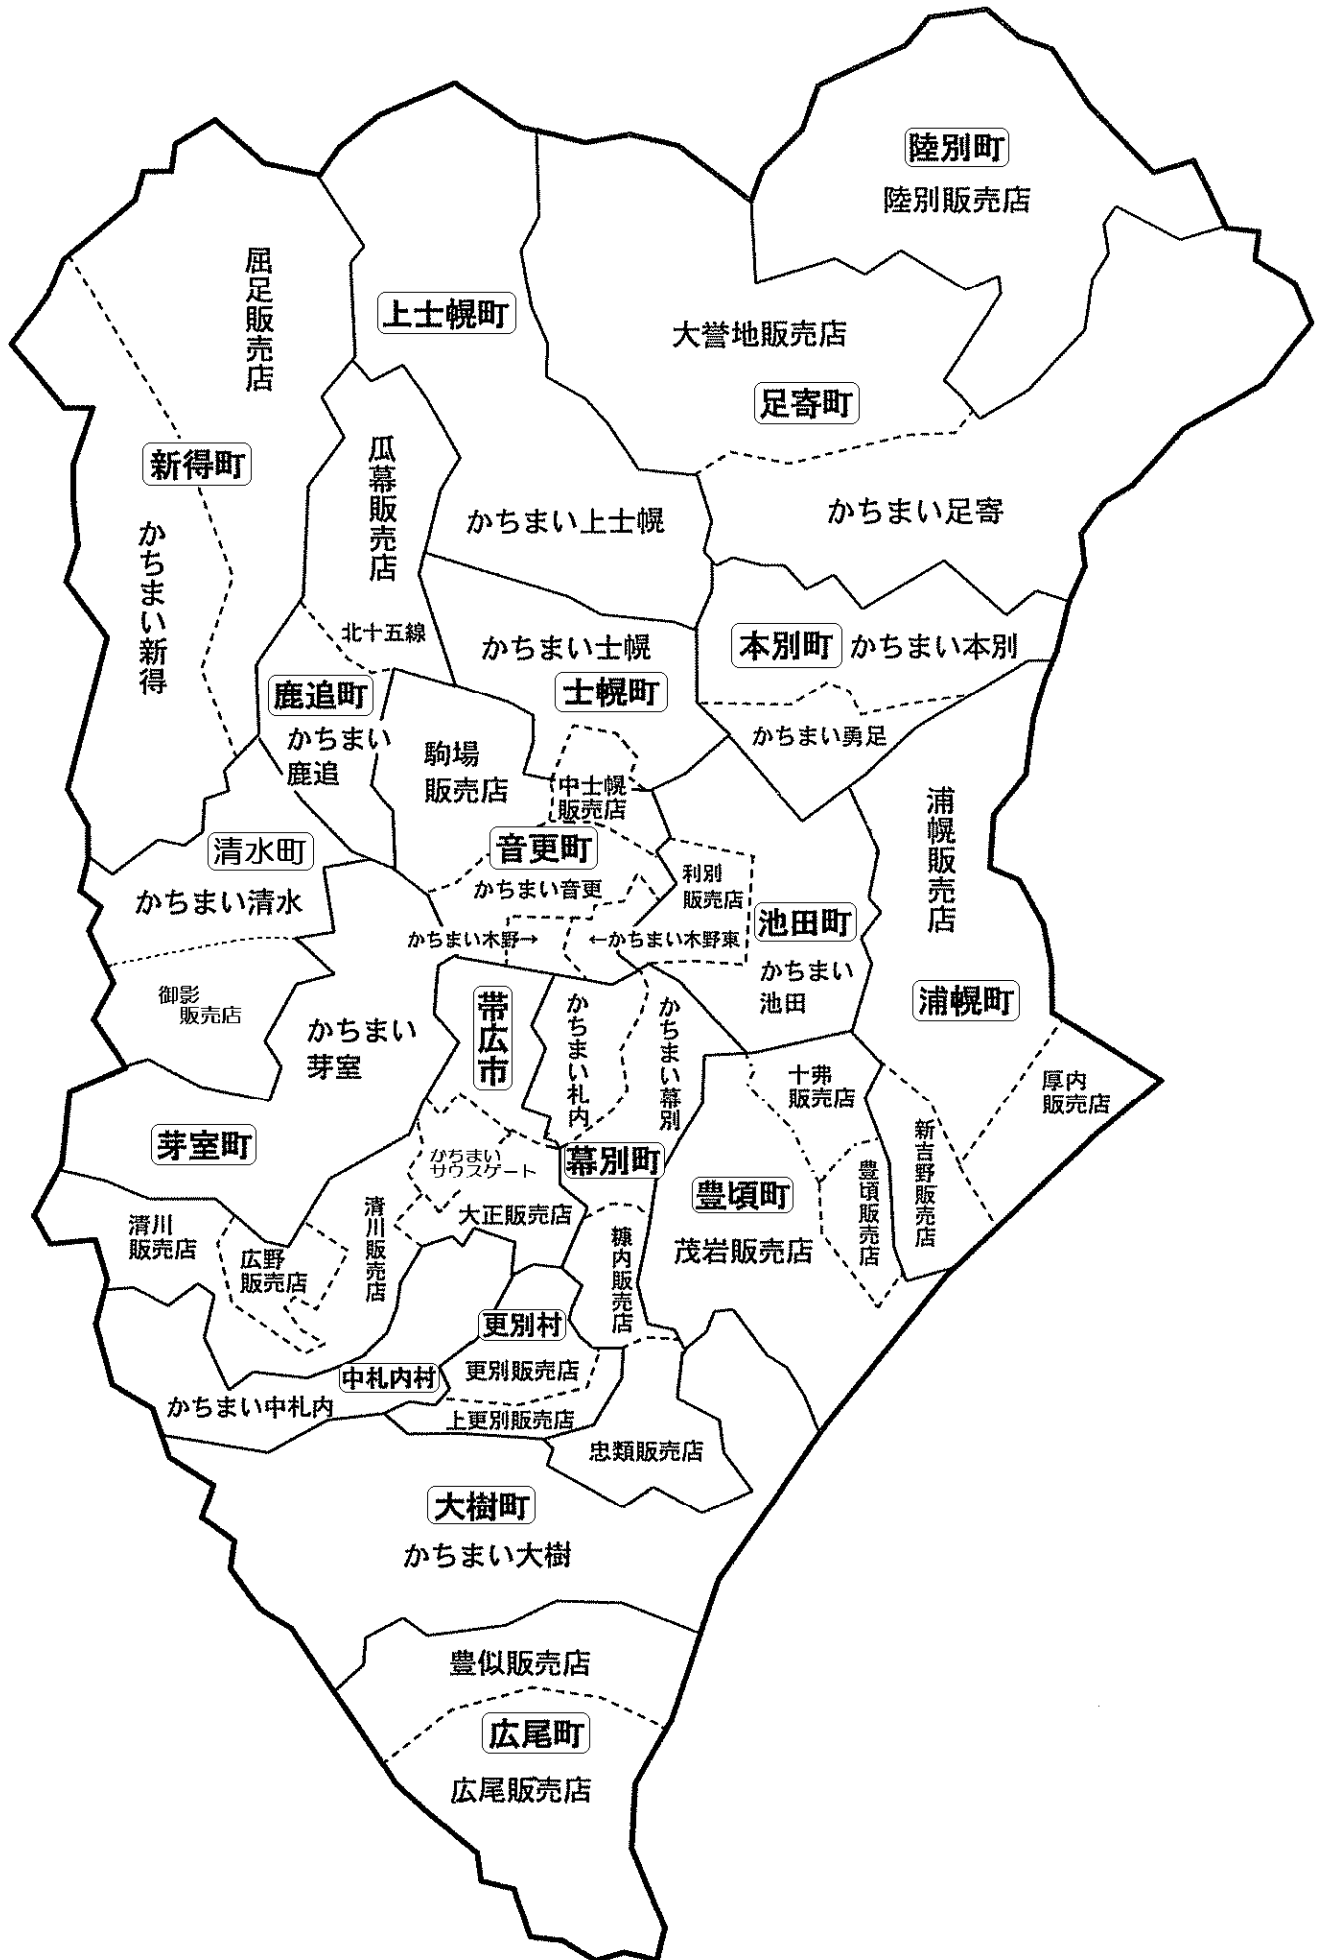 陸別町
陸別販売店
屈足販売店
上士幌町
大誉地販売店
足寄町
新得町
瓜幕販売店
かちまい上士幌
かちまい足寄
かちまい新得
北十五線
かちまい士幌
本別町
かちまい本別
鹿追町
士幌町
かちまい
鹿追
駒場
販売店
かちまい勇足
中士幌
販売店
浦幌販売店
清水町
音更町
かちまい清水
かちまい音更
利別
販売店
池田町
かちまい木野→
←かちまい木野東
かちまい
池田
浦幌町
御影
販売店
かちまい
芽室
帯広市
かちまい札内
かちまい幕別
十弗
販売店
厚内
販売店
芽室町
かちまい
サウスゲート
幕別町
新吉野販売店
豊頃町
豊頃販売店
清川
販売店
広野
販売店
清川販売店
大正販売店
糠内販売店
茂岩販売店
更別村
中札内村
更別販売店
かちまい中札内
上更別販売店
忠類販売店
大樹町
かちまい大樹
豊似販売店
広尾町
広尾販売店